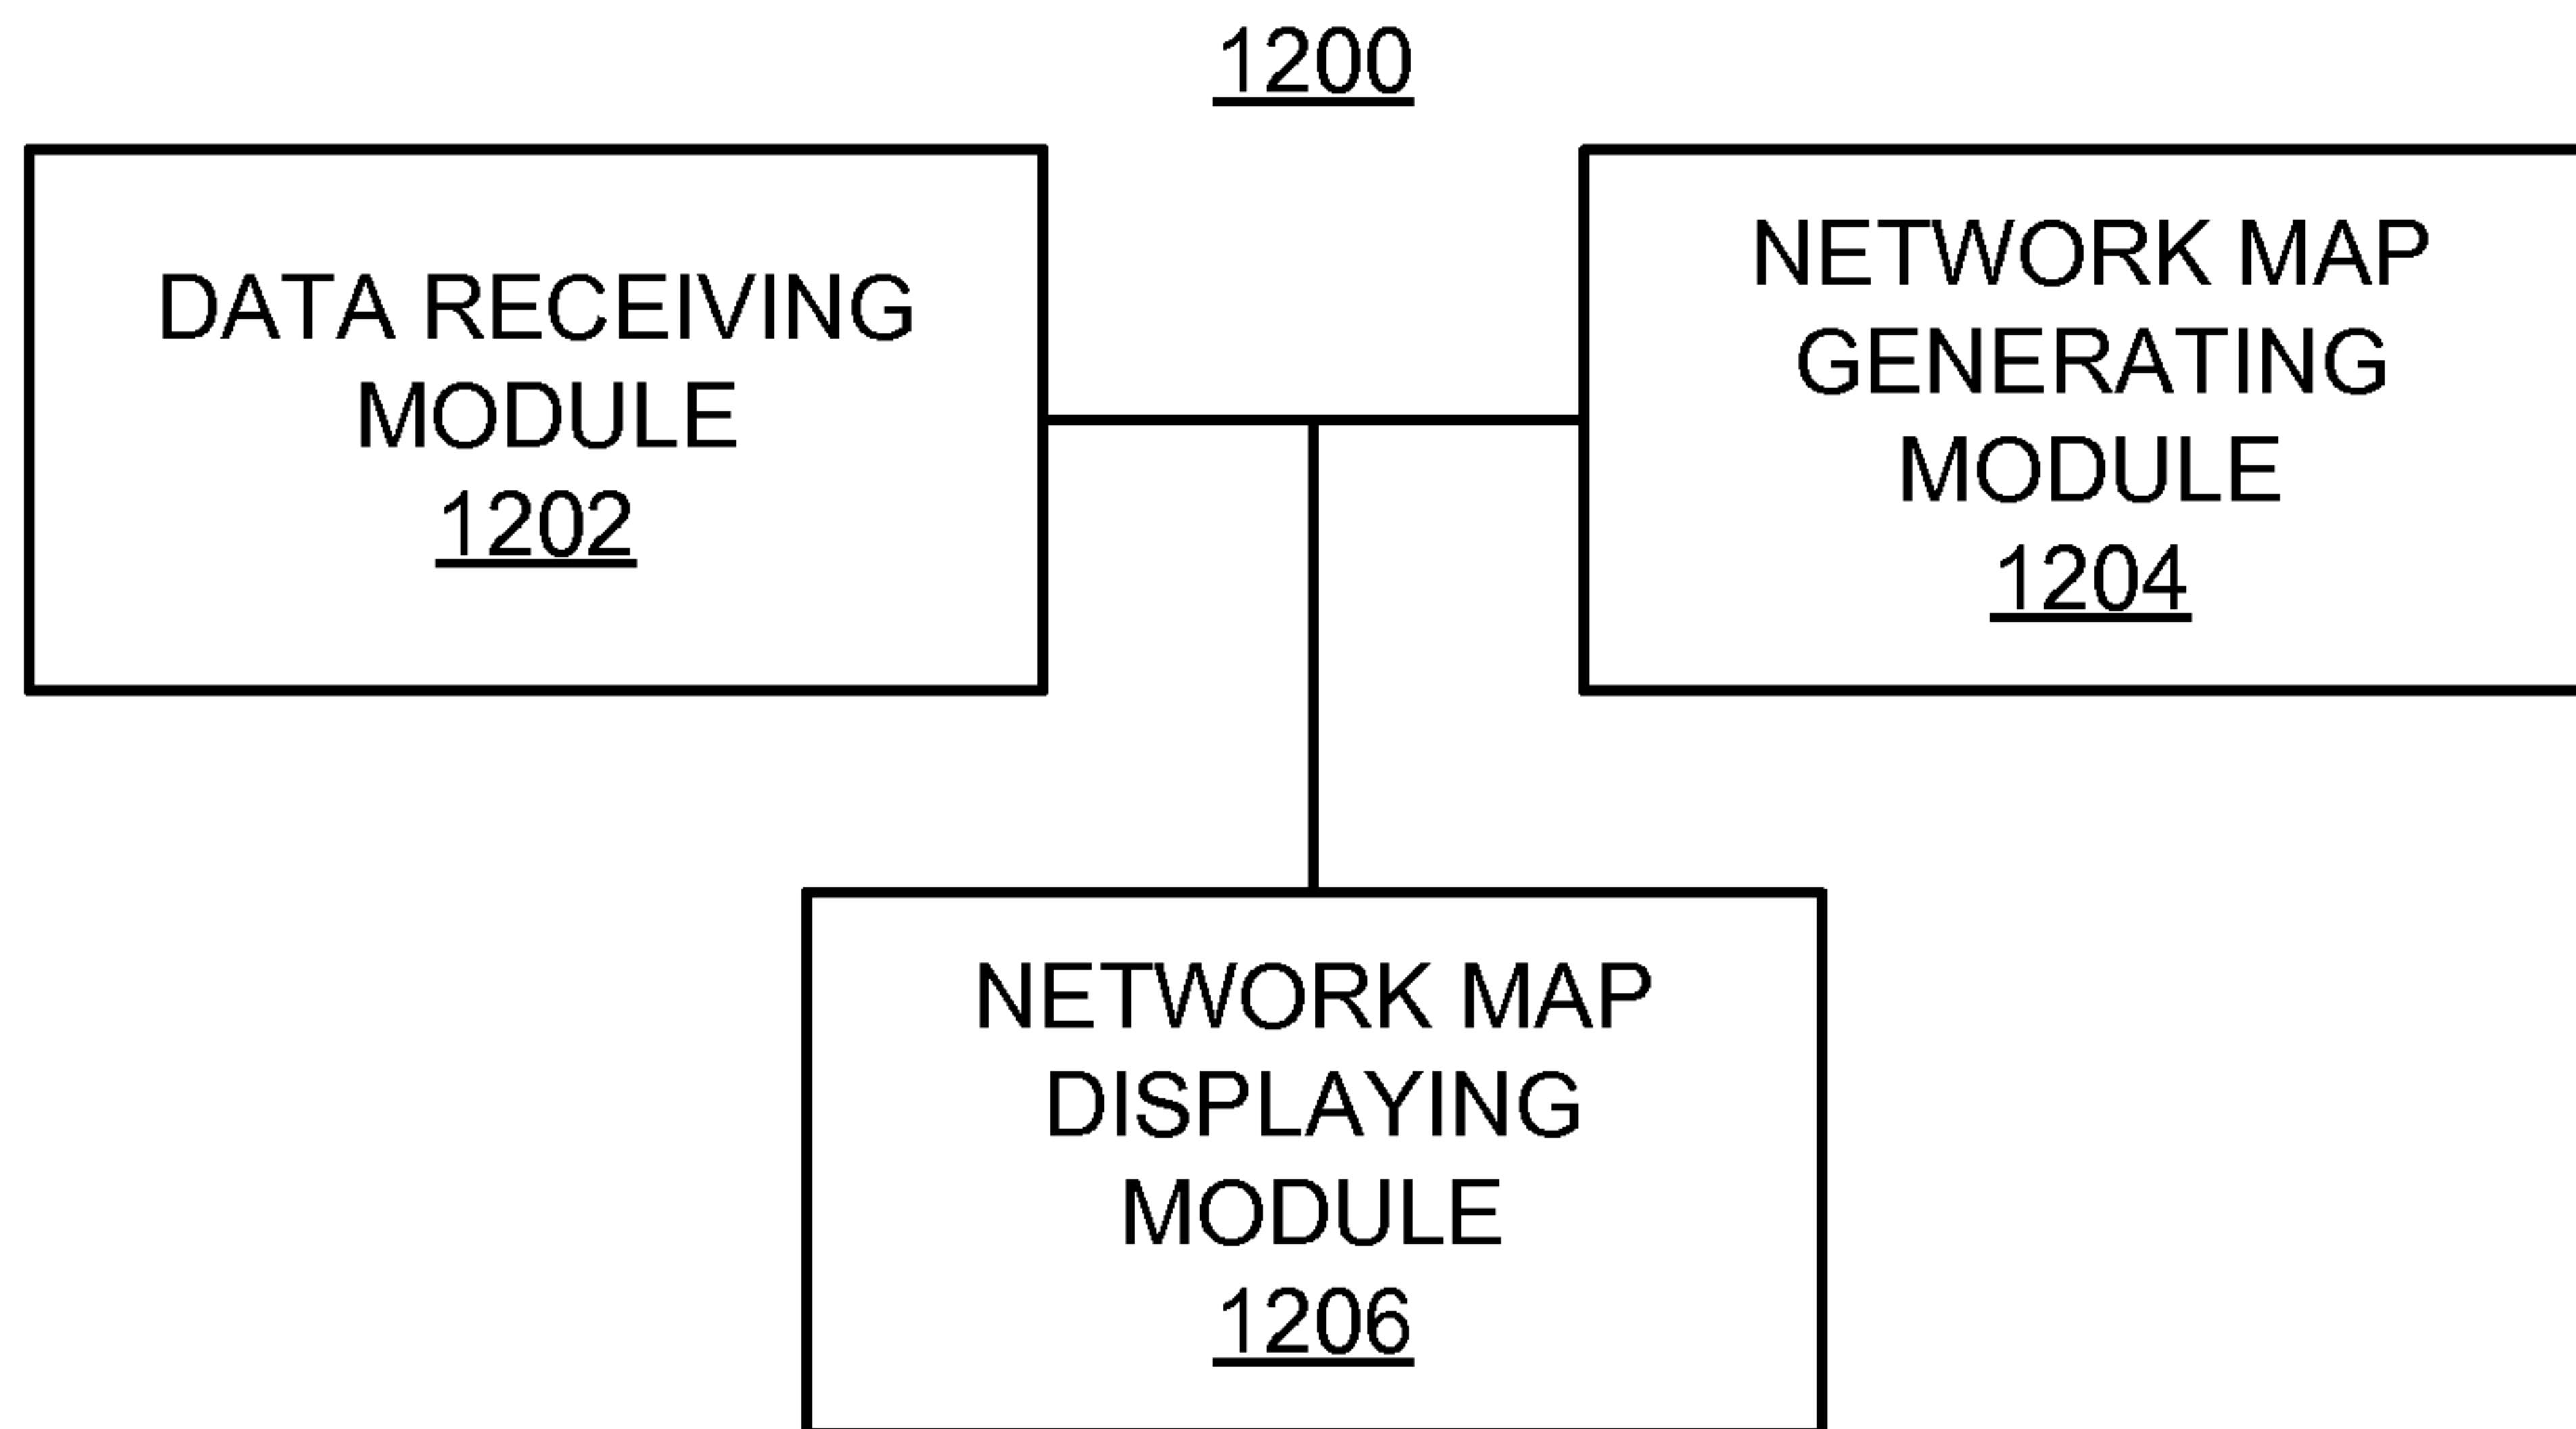 1200
DATA RECEIVING
MODULE
1202
NETWORK MAP
GENERATING
MODULE
1204
NETWORK MAP
DISPLAYING
MODULE
1206